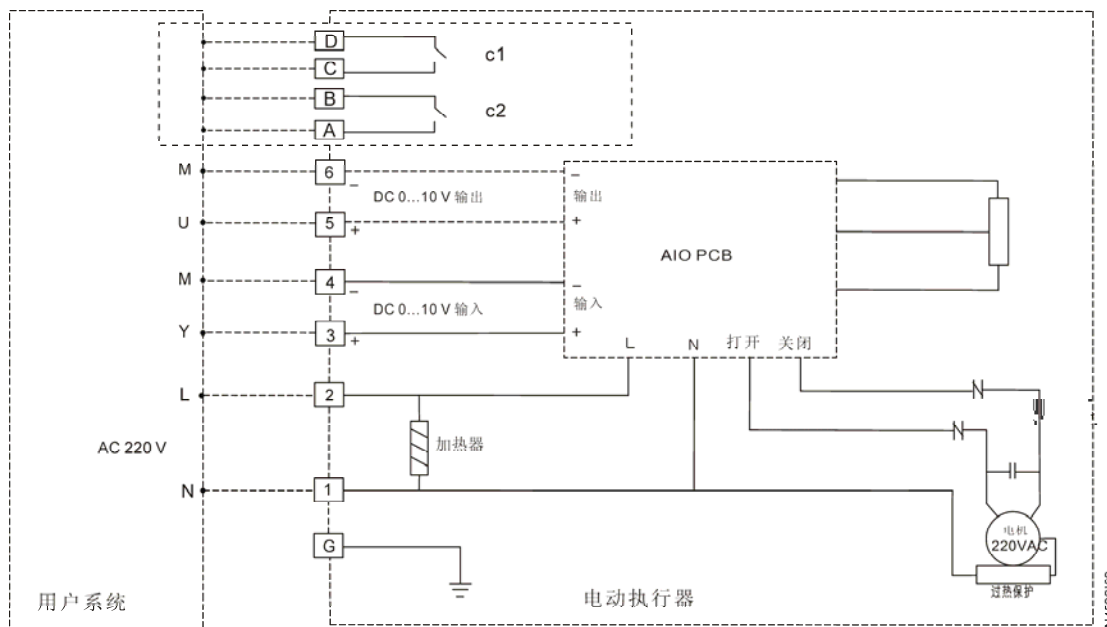 D
c1
C
B
c2
A
M
6
−
DC 0...10 V 输出
−
输出
U
5
+
+
AIO PCB
M
4
−
DC 0...10 V 输入
−
输入
Y
3
+
+
L
N
打开
关闭
L
2
加热器
AC 220 V
N
1
G
电机
220VAC
过热保护
用户系统
电动执行器